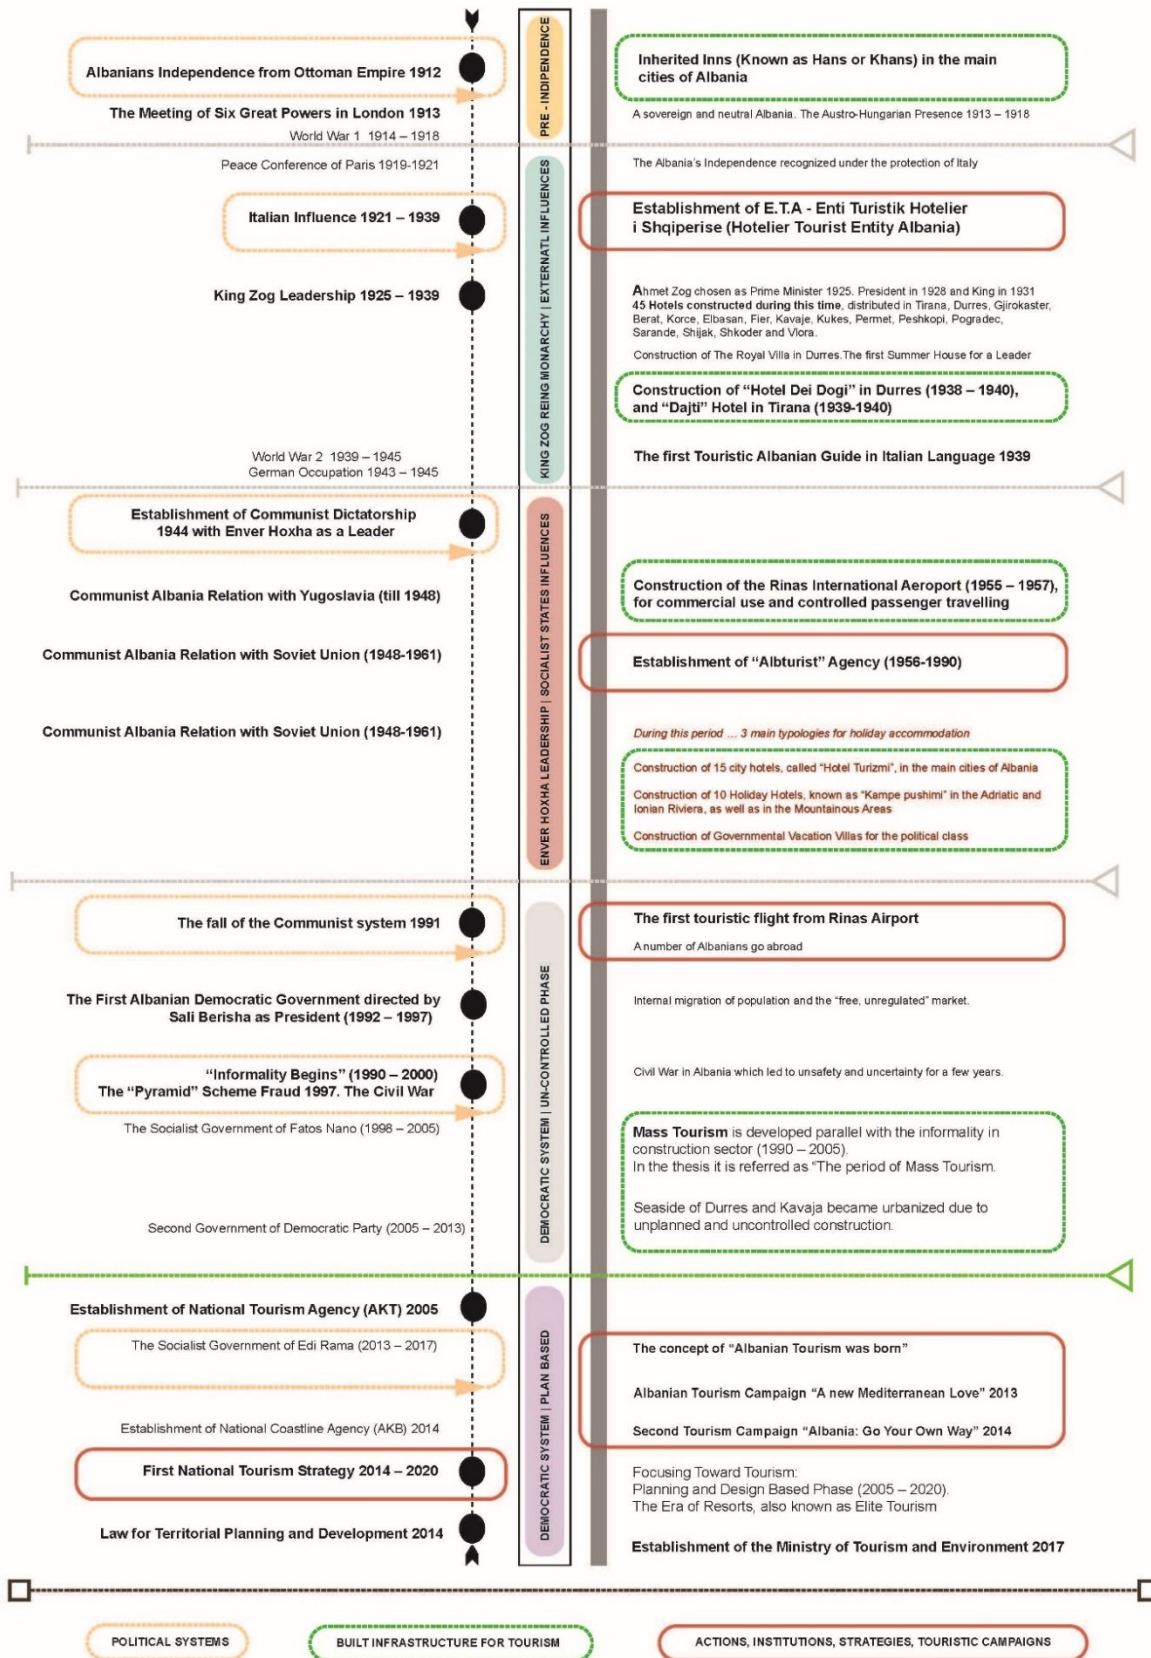 PRE - INDIPENDENCE
Albanians Independence from Ottoman Empire 1912
Inherited Inns (Known as Hans or Khans) in the main
cities of Albania
The Meeting of Six Great Powers in London 1913
A sovereign and neutral Albania. The Austro-Hungarian Presence 1913 – 1918
World War 1 1914 – 1918
KING ZOG REING MONARCHY | EXTERNATL INFLUENCES
Peace Conference of Paris 1919-1921
The Albania's Independence recognized under the protection of Italy
Italian Influence 1921 – 1939
Establishment of E.T.A - Enti Turistik Hotelier
i Shqiperise (Hotelier Tourist Entity Albania)
King Zog Leadership 1925 – 1939
Ahmet Zog chosen as Prime Minister 1925. President in 1928 and King in 1931
45 Hotels constructed during this time, distributed in Tirana, Durres, Gjirokaster,
Berat, Korce, Elbasan, Fier, Kavaje, Kukes, Permet, Peshkopi, Pogradec,
Sarande, Shijak, Shkoder and Vlora.
Construction of The Royal Villa in Durres.The first Summer House for a Leader
Construction of “Hotel Dei Dogi” in Durres (1938 – 1940),
and “Dajti” Hotel in Tirana (1939-1940)
World War 2 1939 – 1945
German Occupation 1943 – 1945
The first Touristic Albanian Guide in Italian Language 1939
ENVER HOXHA LEADERSHIP | SOCIALIST STATES INFLUENCES
Establishment of Communist Dictatorship
1944 with Enver Hoxha as a Leader
Communist Albania Relation with Yugoslavia (till 1948)
Construction of the Rinas International Aeroport (1955 – 1957),
for commercial use and controlled passenger travelling
Communist Albania Relation with Soviet Union (1948-1961)
Establishment of “Albturist” Agency (1956-1990)
Communist Albania Relation with Soviet Union (1948-1961)
During this period ... 3 main typologies for holiday accommodation
Construction of 15 city hotels, called “Hotel Turizmi”, in the main cities of Albania
Construction of 10 Holiday Hotels, known as “Kampe pushimi” in the Adriatic and
Ionian Riviera, as well as in the Mountainous Areas
Construction of Governmental Vacation Villas for the political class
DEMOCRATIC SYSTEM | UN-CONTROLLED PHASE
The fall of the Communist system 1991
The first touristic flight from Rinas Airport
A number of Albanians go abroad
The First Albanian Democratic Government directed by
Sali Berisha as President (1992 – 1997)
Internal migration of population and the “free, unregulated” market.
“Informality Begins” (1990 – 2000)
The “Pyramid” Scheme Fraud 1997. The Civil War
Civil War in Albania which led to unsafety and uncertainty for a few years.
The Socialist Government of Fatos Nano (1998 – 2005)
Mass Tourism is developed parallel with the informality in
construction sector (1990 – 2005).
In the thesis it is referred as “The period of Mass Tourism.
Seaside of Durres and Kavaja became urbanized due to
unplanned and uncontrolled construction.
Second Government of Democratic Party (2005 – 2013)
DEMOCRATIC SYSTEM | PLAN BASED
Establishment of National Tourism Agency (AKT) 2005
The Socialist Government of Edi Rama (2013 – 2017)
The concept of “Albanian Tourism was born”
Albanian Tourism Campaign “A new Mediterranean Love” 2013
Establishment of National Coastline Agency (AKB) 2014
Second Tourism Campaign “Albania: Go Your Own Way” 2014
First National Tourism Strategy 2014 – 2020
Focusing Toward Tourism:
Planning and Design Based Phase (2005 – 2020).
The Era of Resorts, also known as Elite Tourism
Law for Territorial Planning and Development 2014
Establishment of the Ministry of Tourism and Environment 2017
POLITICAL SYSTEMS
BUILT INFRASTRUCTURE FOR TOURISM
ACTIONS, INSTITUTIONS, STRATEGIES, TOURISTIC CAMPAIGNS